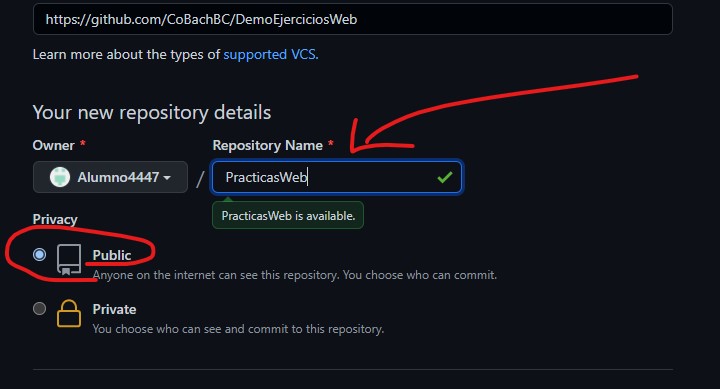 https://github.com/CoBachBC/DemoEjerciciosWeb
Learn more about the types of supported VCS.
Your new repository details
Owner *
Repository Name *
Alumno4447
/
PracticasWeb
PracticasWeb is available.
Privacy
Public
Anyone on the internet can see this repository. You choose who can commit.
Private
You choose who can see and commit to this repository.